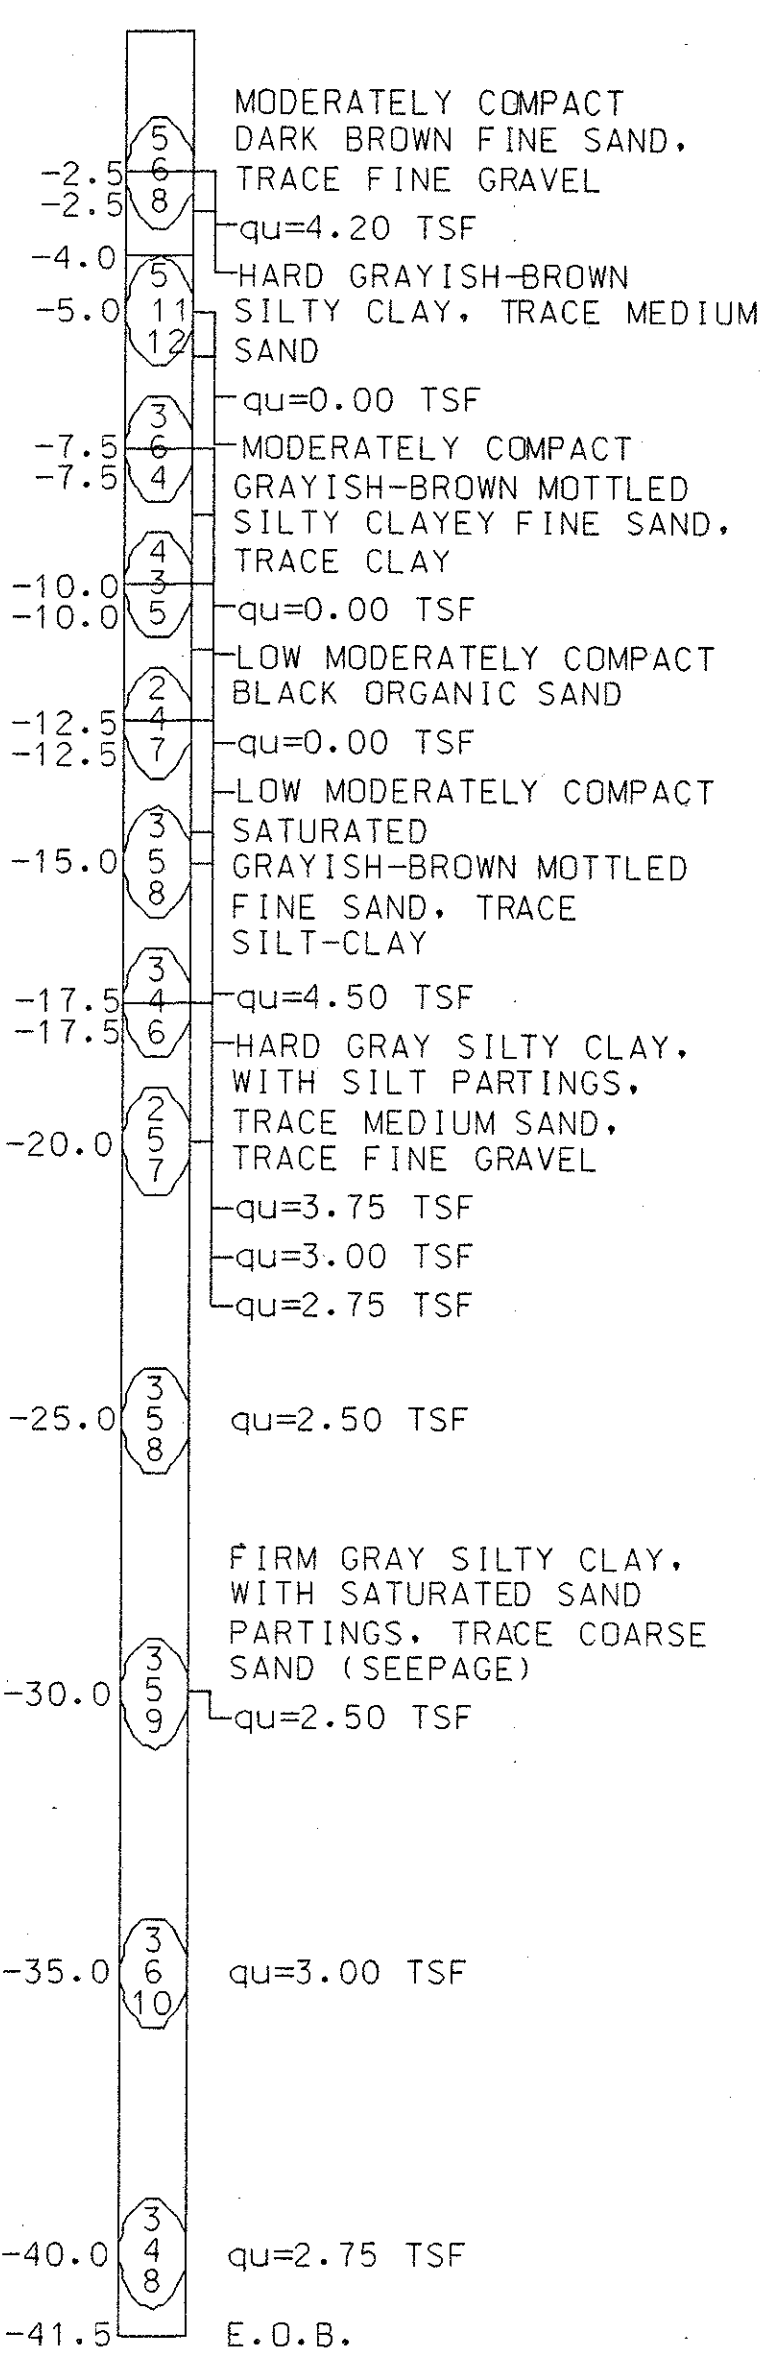 MODERATELY COMPACT
DARK BROWN FINE SAND,
TRACE FINE GRAVEL
5
6
8
-2.5
-2.5
qu=4.20 TSF
-4.0
HARD GRAYISH-BROWN
SILTY CLAY, TRACE MEDIUM
SAND
5
11
12
-5.0
qu=0.00 TSF
MODERATELY COMPACT
GRAYISH-BROWN MOTTLED
SILTY CLAYEY FINE SAND,
TRACE CLAY
3
6
4
-7.5
-7.5
qu=0.00 TSF
4
3
5
-10.0
-10.0
LOW MODERATELY COMPACT
BLACK ORGANIC SAND
qu=0.00 TSF
2
4
7
-12.5
-12.5
LOW MODERATELY COMPACT
SATURATED
GRAYISH-BROWN MOTTLED
FINE SAND, TRACE
SILT-CLAY
3
5
8
-15.0
qu=4.50 TSF
3
4
6
-17.5
-17.5
HARD GRAY SILTY CLAY,
WITH SILT PARTINGS,
TRACE MEDIUM SAND,
TRACE FINE GRAVEL
2
5
7
-20.0
qu=3.75 TSF
qu=3.00 TSF
qu=2.75 TSF
3
5
8
-25.0
qu=2.50 TSF
FIRM GRAY SILTY CLAY,
WITH SATURATED SAND
PARTINGS, TRACE COARSE
SAND (SEEPAGE)
3
5
9
-30.0
qu=2.50 TSF
3
6
10
-35.0
qu=3.00 TSF
3
4
8
-40.0
qu=2.75 TSF
-41.5
E.O.B.